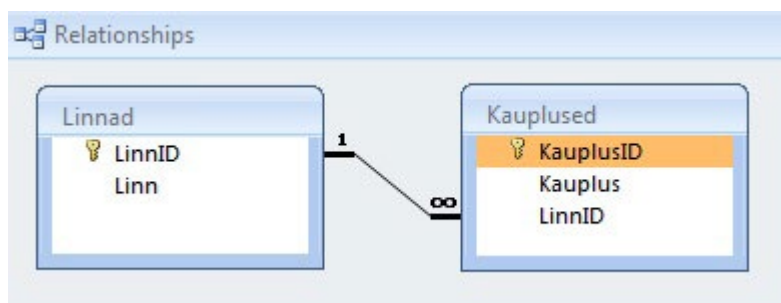 Relationships
Linnad
LinnID
Linn
1
∞
Kauplused
KauplusID
Kauplus
LinnID